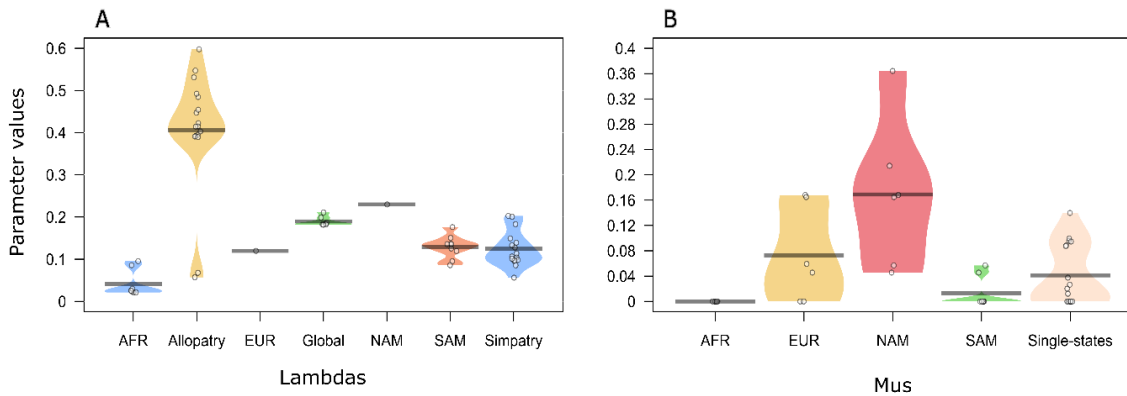 A
B
Parameter values
0.6
0.5
0.4
0.3
0.2
0.1
0
AFR Allopatry EUR Global NAM SAM Simpatry
Lambdas
0.4
0.36
0.32
0.28
0.24
0.2
0.16
0.12
0.08
0.04
0
AFR EUR NAM SAM Single-states
Mus